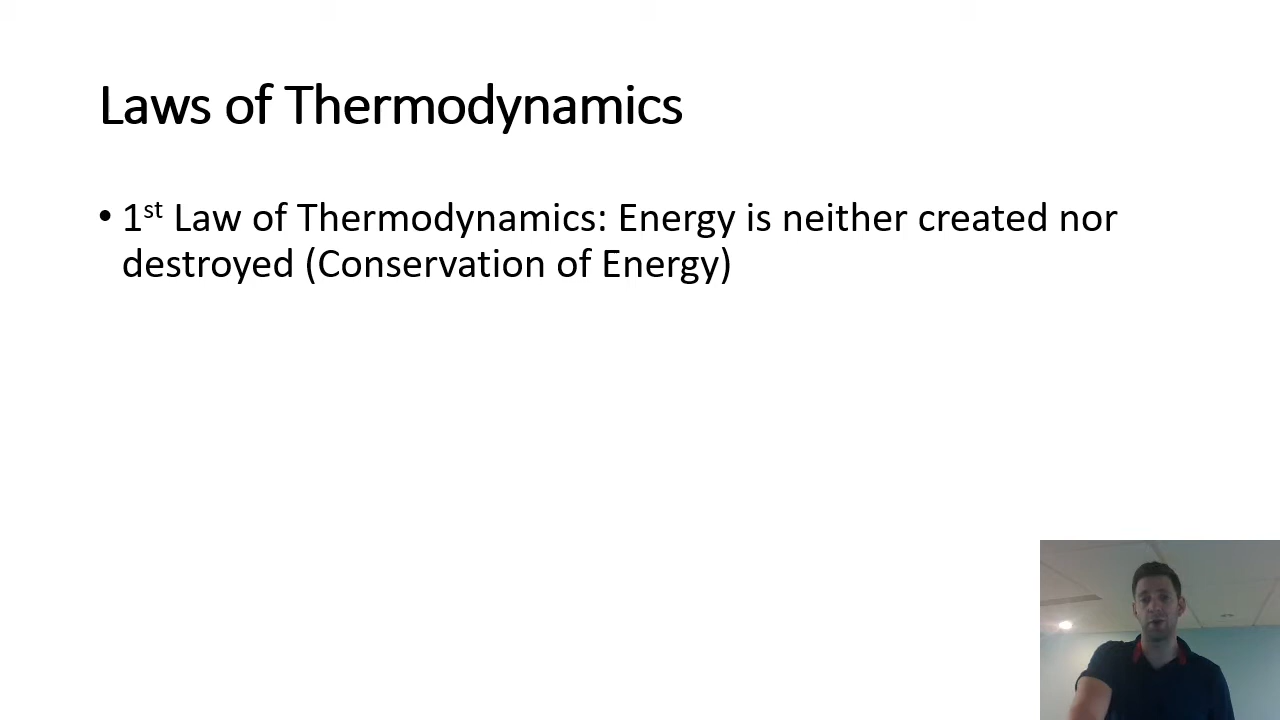 Laws of Thermodynamics
• 1st Law of Thermodynamics: Energy is neither created nor
destroyed (Conservation of Energy)